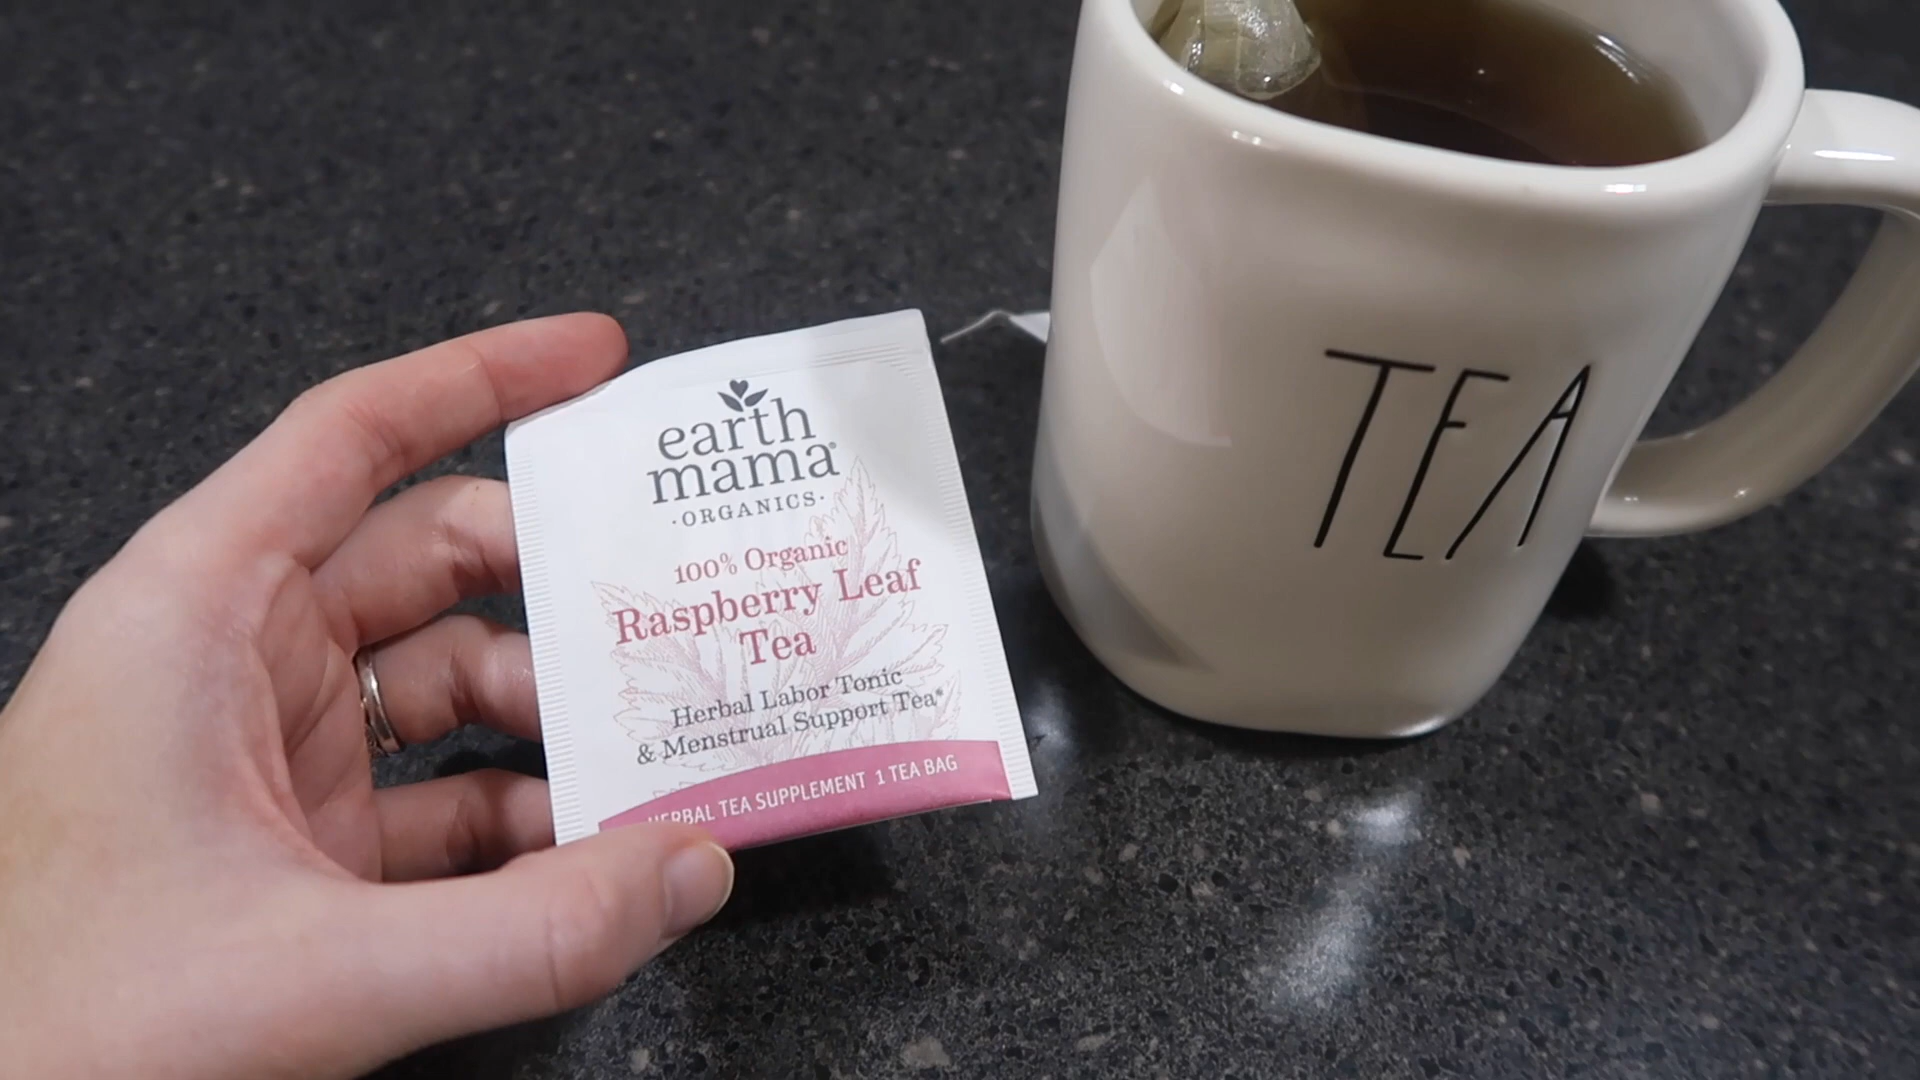 earth
mama®
·ORGANICS·
100% Organic
Raspberry Leaf
Tea
Herbal Labor Tonic
& Menstrual Support Tea*
HERBAL TEA SUPPLEMENT 1 TEA BAG
TEA